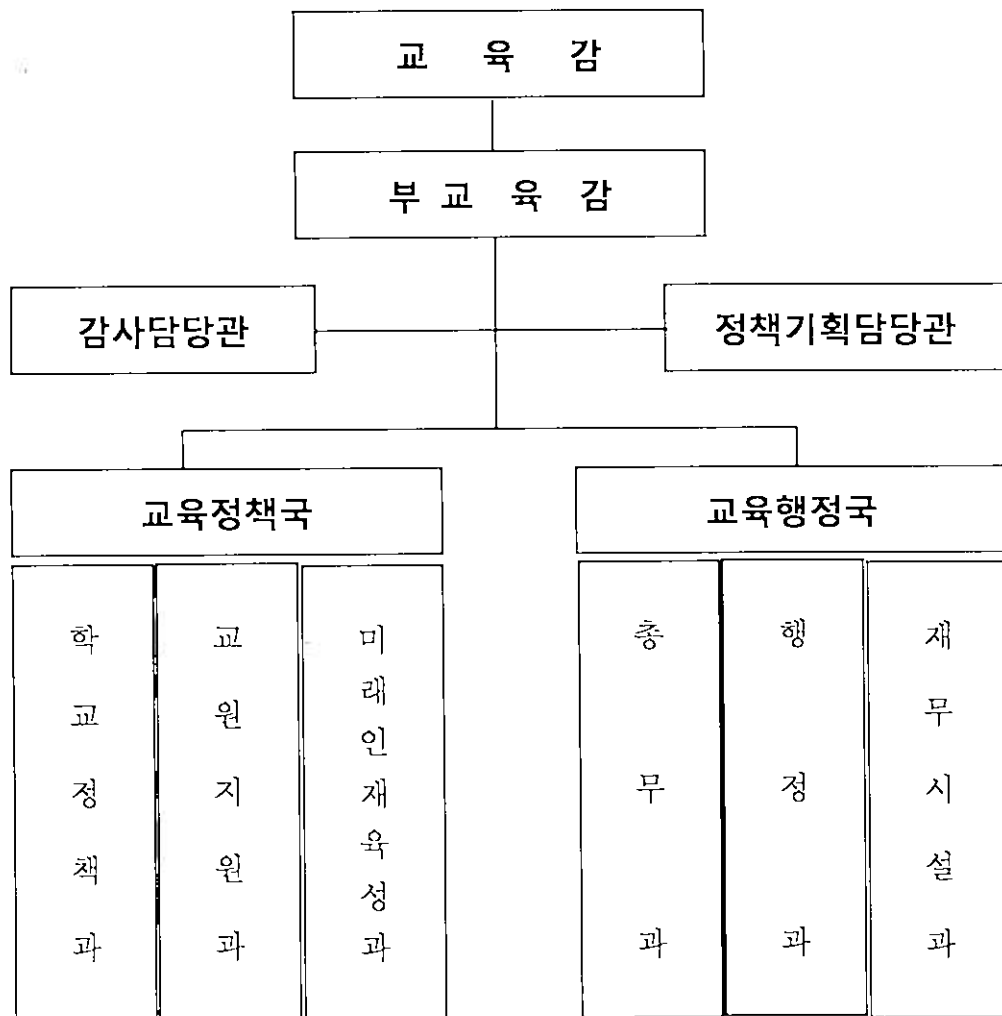 교 육 감
부 교 육 감
감사담당관
정책기획담당관
교육정책국
교육행정국
학교정책과
교원지원과
미래인재육성과
총무과
행정과
재무시설과